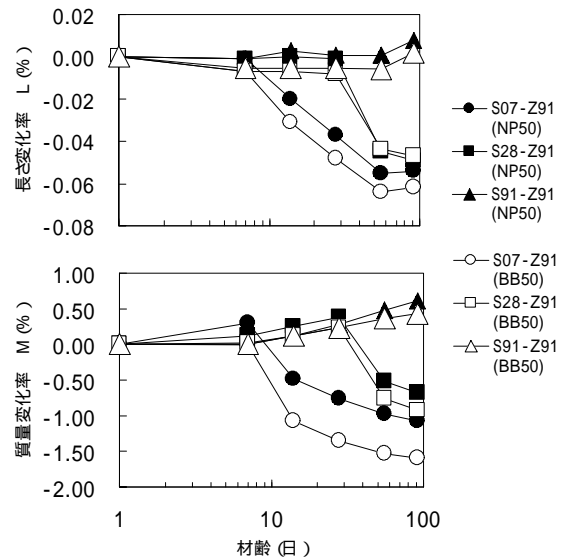 0.02
0.00
-0.02
-0.04
-0.06
-0.08
長さ変化率 L (%)
S07-Z91
(NP50)
S28-Z91
(NP50)
S91-Z91
(NP50)
S07-Z91
(BB50)
S28-Z91
(BB50)
S91-Z91
(BB50)
1.00
0.50
0.00
-0.50
-1.00
-1.50
-2.00
質量変化率 M (%)
1 10 100
材齢 (日)